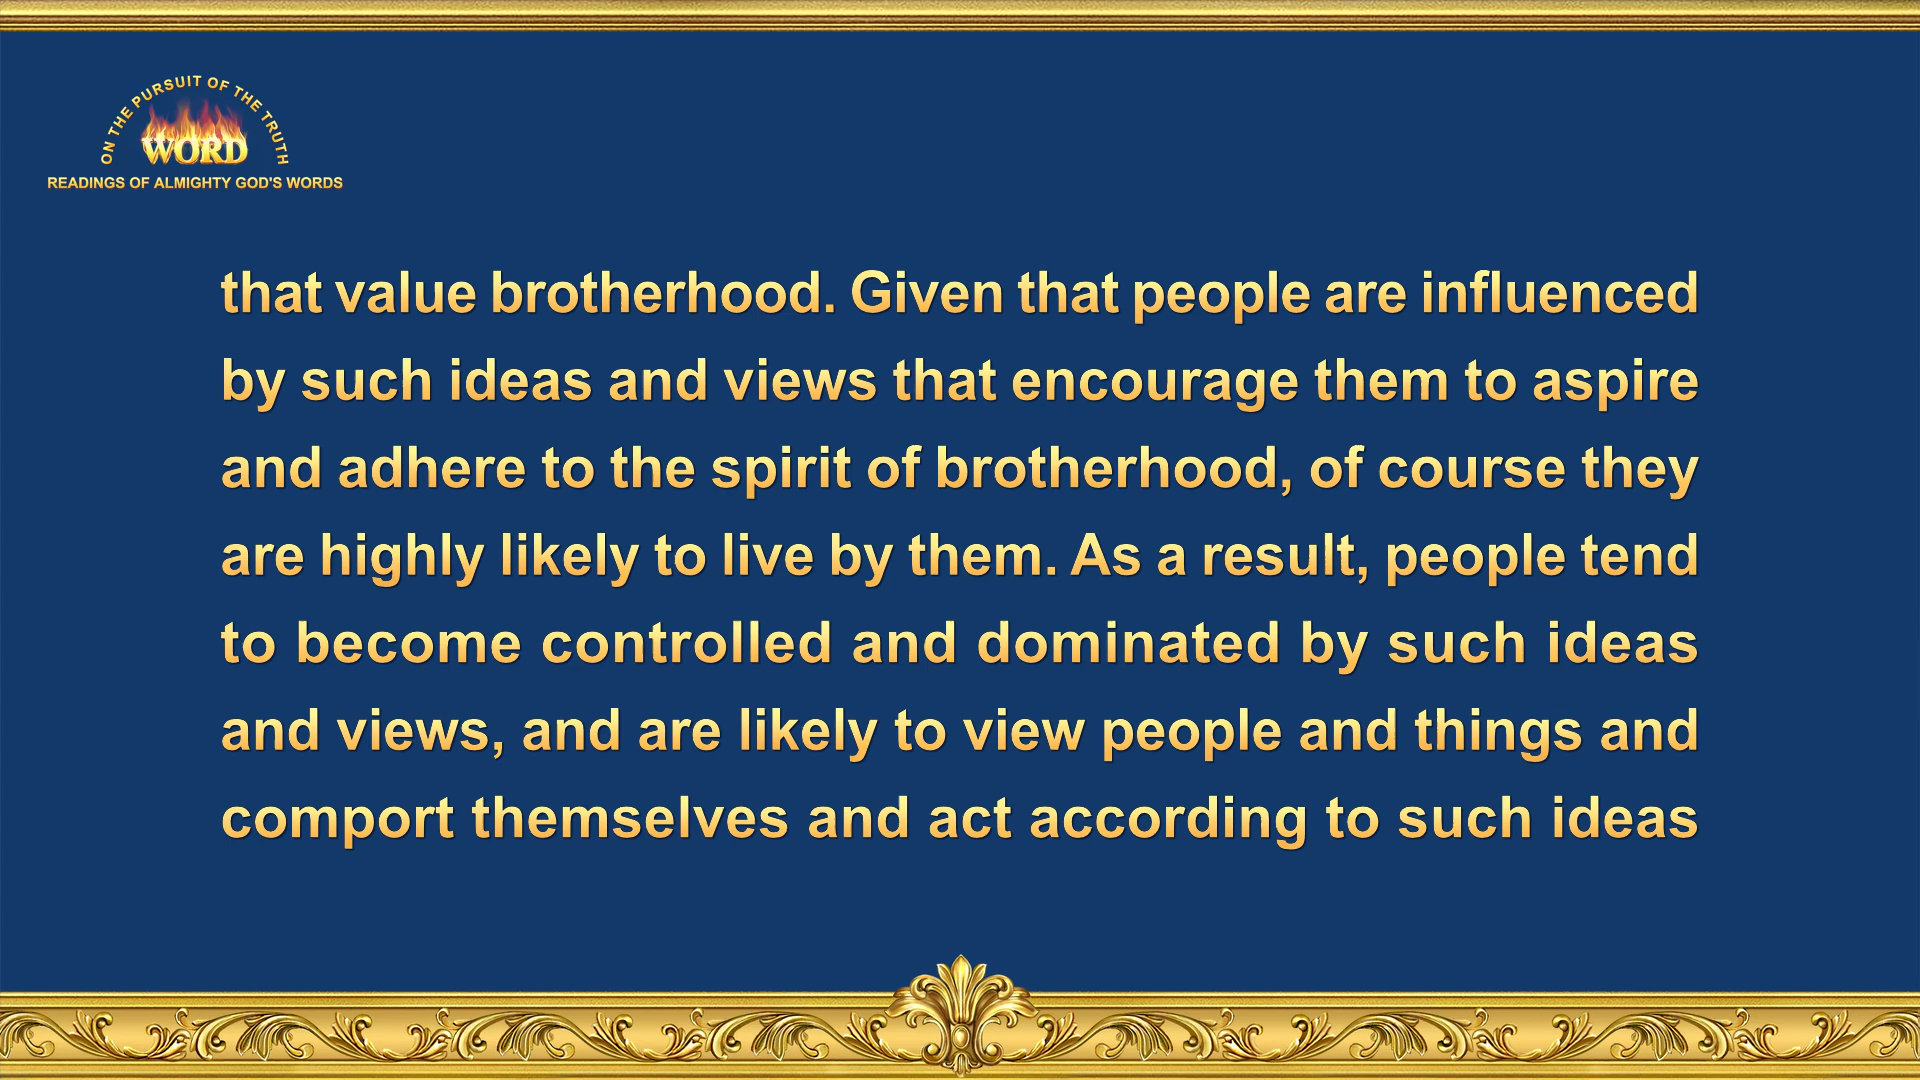 ON THE PURSUIT OF THE TRUTH
WORD
READINGS OF ALMIGHTY GOD'S WORDS
that value brotherhood. Given that people are influenced
by such ideas and views that encourage them to aspire
and adhere to the spirit of brotherhood, of course they
are highly likely to live by them. As a result, people tend
to become controlled and dominated by such ideas
and views, and are likely to view people and things and
comport themselves and act according to such ideas